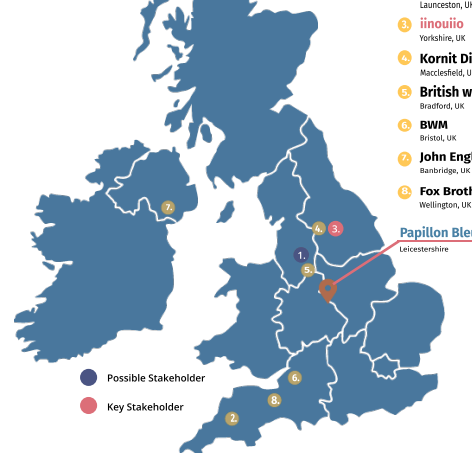 Launceston, UK
3. iinouiio
Yorkshire, UK
4. Kornit Di
Macclesfield, U
5. British w
Bradford, UK
6. BWM
Bristol, UK
7. John Engl
Banbridge, UK
8. Fox Broth
Wellington, UK
7.
4. 3.
Papillon Bleu
Leicestershire
1.
5.
Possible Stakeholder
6.
Key Stakeholder
8.
2.